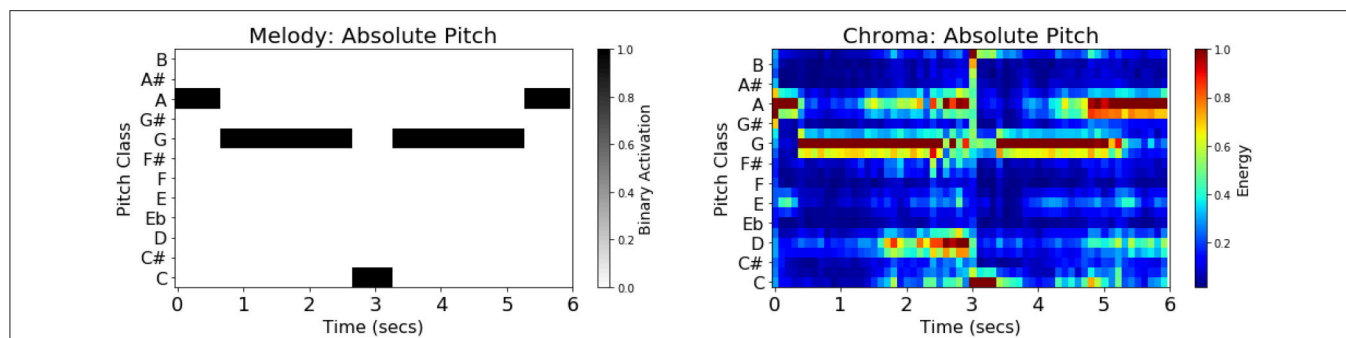 Melody: Absolute Pitch
Pitch Class
B
A#
A
G#
G
F#
F
E
Eb
D
C#
C
0 1 2 3 4 5 6
Time (secs)
1.0
0.8
0.6
0.4
0.2
0.0
Binary Activation
Chroma: Absolute Pitch
Pitch Class
B
A#
A
G#
G
F#
F
E
Eb
D
C#
C
0 1 2 3 4 5 6
Time (secs)
1.0
0.8
0.6
0.4
0.2
Energy